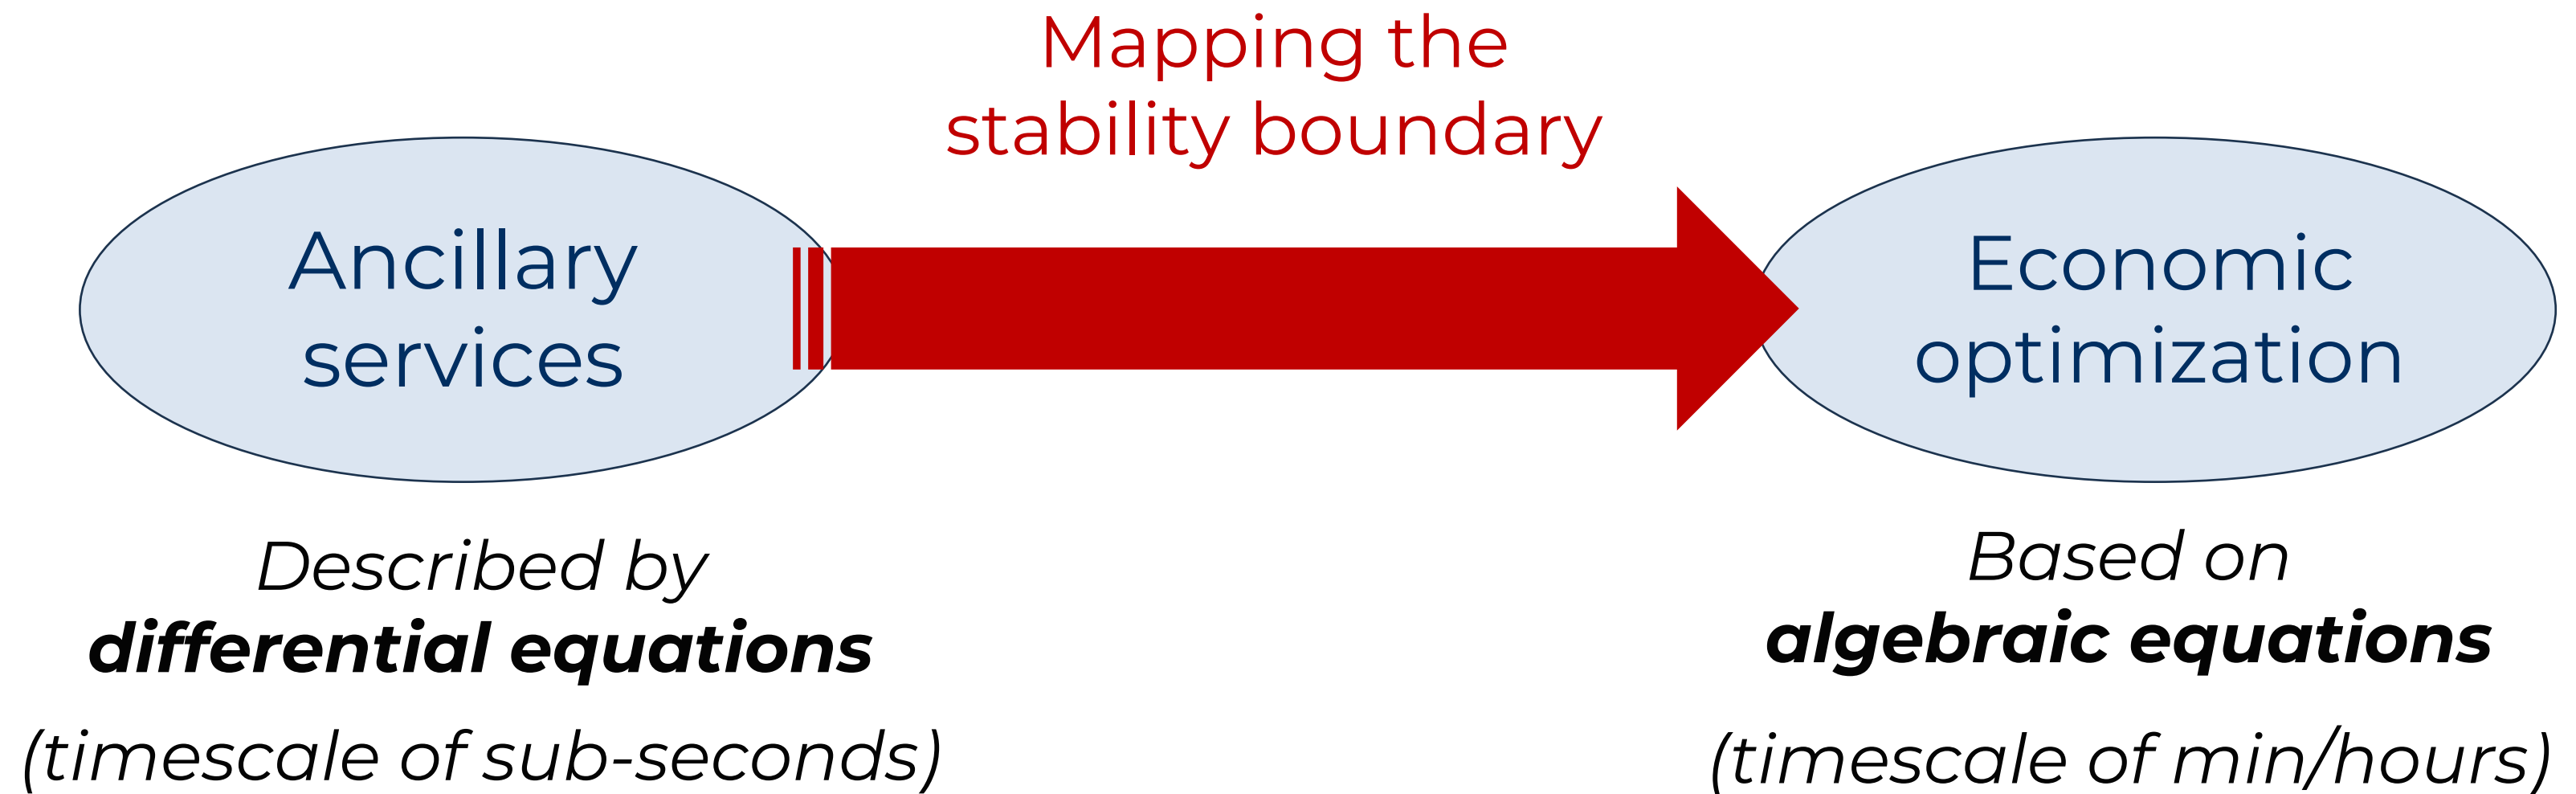 Mapping the
stability boundary
Ancillary
services
Economic
optimization
Described by
differential equations
(timescale of sub-seconds)
Based on
algebraic equations
(timescale of min/hours)